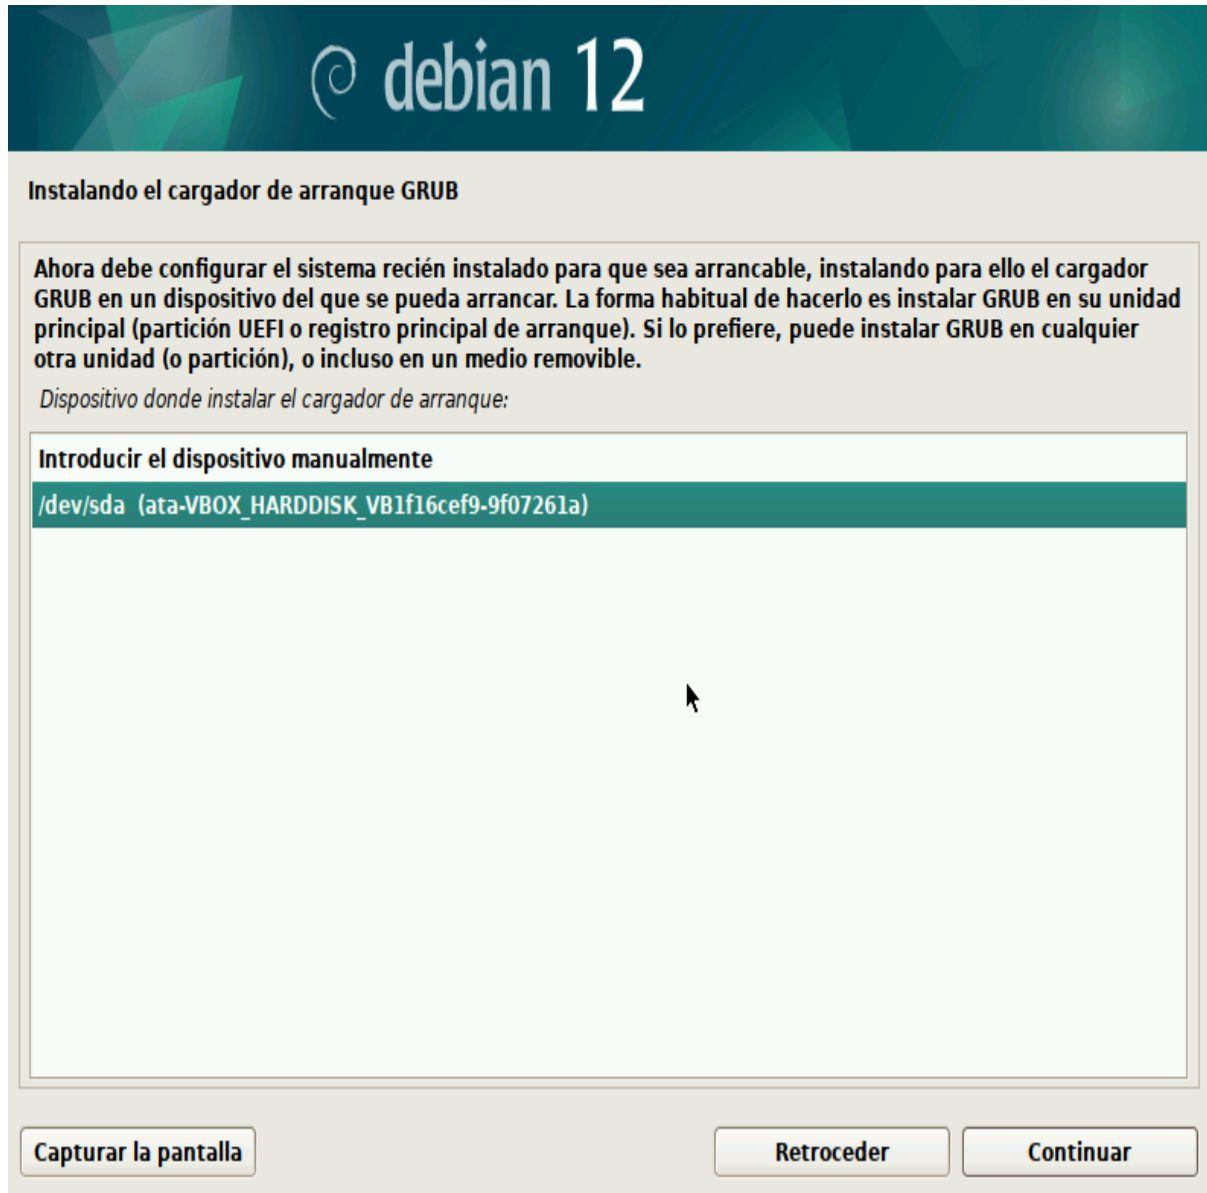 debian 12
Instalando el cargador de arranque GRUB
Ahora debe configurar el sistema recién instalado para que sea arrancable, instalando para ello el cargador
GRUB en un dispositivo del que se pueda arrancar. La forma habitual de hacerlo es instalar GRUB en su unidad
principal (partición UEFI o registro principal de arranque). Si lo prefiere, puede instalar GRUB en cualquier
otra unidad (o partición), o incluso en un medio removible.
Dispositivo donde instalar el cargador de arranque:
Introducir el dispositivo manualmente
/dev/sda (ata-VBOX_HARDDISK_VB1f16cef9-9f07261a)
Capturar la pantalla
Retroceder
Continuar